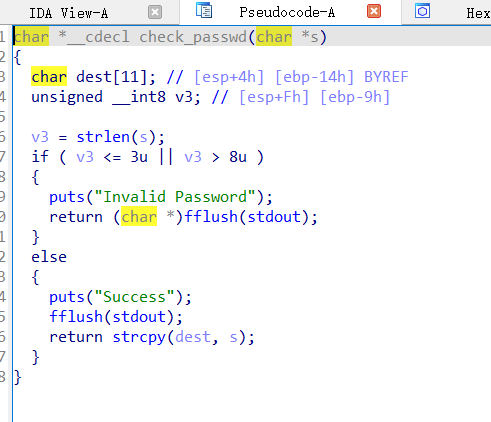 IDA View-A Pseudocode-A Hex
1 char *__cdecl check_passwd(char *s)
2 {
3 char dest[11]; // [esp+4h] [ebp-14h] BYREF
4 unsigned __int8 v3; // [esp+Fh] [ebp-9h]
5
6 v3 = strlen(s);
7 if ( v3 <= 3u || v3 > 8u )
8 {
9 puts("Invalid Password");
0 return (char *)fflush(stdout);
1 }
2 else
3 {
4 puts("Success");
5 fflush(stdout);
6 return strcpy(dest, s);
7 }
8 }